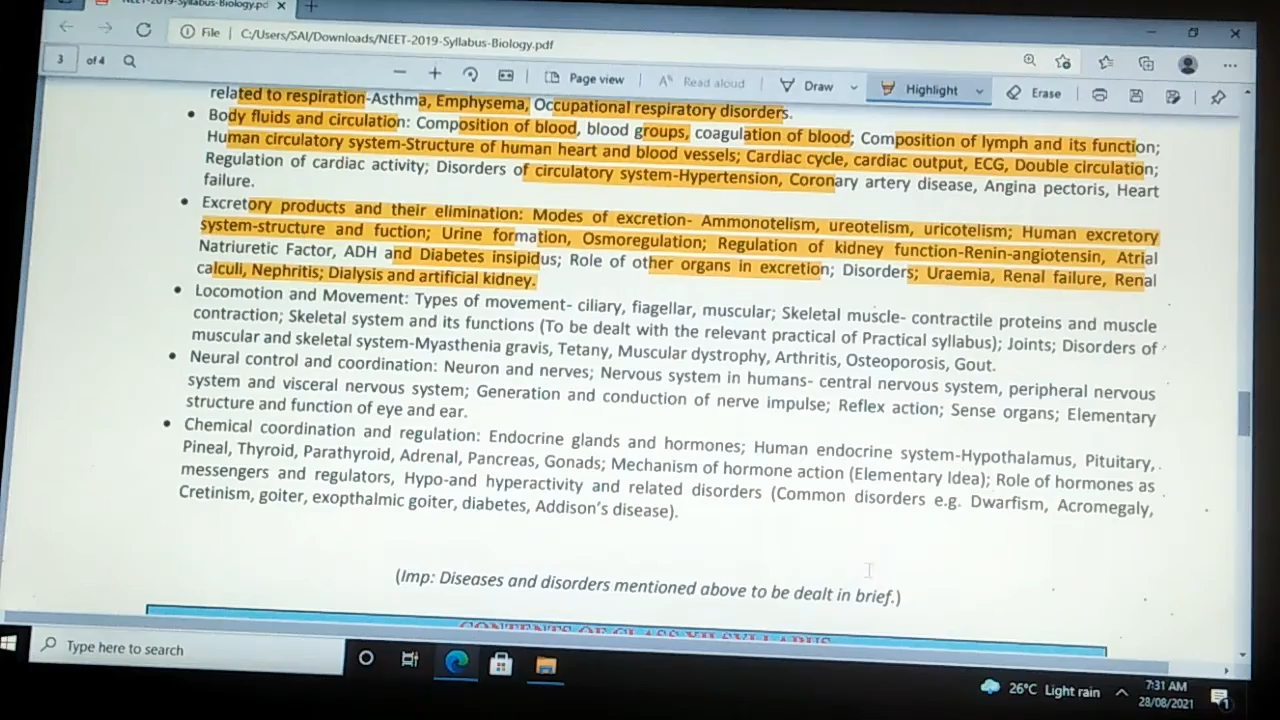 NEET-2019-Syllabus-Biology.pd
File | C:/Users/SAI/Downloads/NEET-2019-Syllabus-Biology.pdf
3 of 4 Page view Read aloud Draw Highlight Erase
related to respiration-Asthma, Emphysema, Occupational respiratory disorders.
• Body fluids and circulation: Composition of blood, blood groups, coagulation of blood; Composition of lymph and its function;
Human circulatory system-Structure of human heart and blood vessels; Cardiac cycle, cardiac output, ECG, Double circulation;
Regulation of cardiac activity; Disorders of circulatory system-Hypertension, Coronary artery disease, Angina pectoris, Heart
failure.
• Excretory products and their elimination: Modes of excretion- Ammonotelism, ureotelism, uricotelism; Human excretory
system-structure and fuction; Urine formation, Osmoregulation; Regulation of kidney function-Renin-angiotensin, Atrial
Natriuretic Factor, ADH and Diabetes insipidus; Role of other organs in excretion; Disorders; Uraemia, Renal failure, Renal
calculi, Nephritis; Dialysis and artificial kidney.
• Locomotion and Movement: Types of movement- ciliary, fiagellar, muscular; Skeletal muscle- contractile proteins and muscle
contraction; Skeletal system and its functions (To be dealt with the relevant practical of Practical syllabus); Joints; Disorders of
muscular and skeletal system-Myasthenia gravis, Tetany, Muscular dystrophy, Arthritis, Osteoporosis, Gout.
• Neural control and coordination: Neuron and nerves; Nervous system in humans- central nervous system, peripheral nervous
system and visceral nervous system; Generation and conduction of nerve impulse; Reflex action; Sense organs; Elementary
structure and function of eye and ear.
• Chemical coordination and regulation: Endocrine glands and hormones; Human endocrine system-Hypothalamus, Pituitary,
Pineal, Thyroid, Parathyroid, Adrenal, Pancreas, Gonads; Mechanism of hormone action (Elementary Idea); Role of hormones as
messengers and regulators, Hypo-and hyperactivity and related disorders (Common disorders e.g. Dwarfism, Acromegaly,
Cretinism, goiter, exopthalmic goiter, diabetes, Addison's disease).
(Imp: Diseases and disorders mentioned above to be dealt in brief.)
CONTENTS OF CLASS XII SYLLABUS
Type here to search
26°C Light rain
7:31 AM
28/08/2021
1